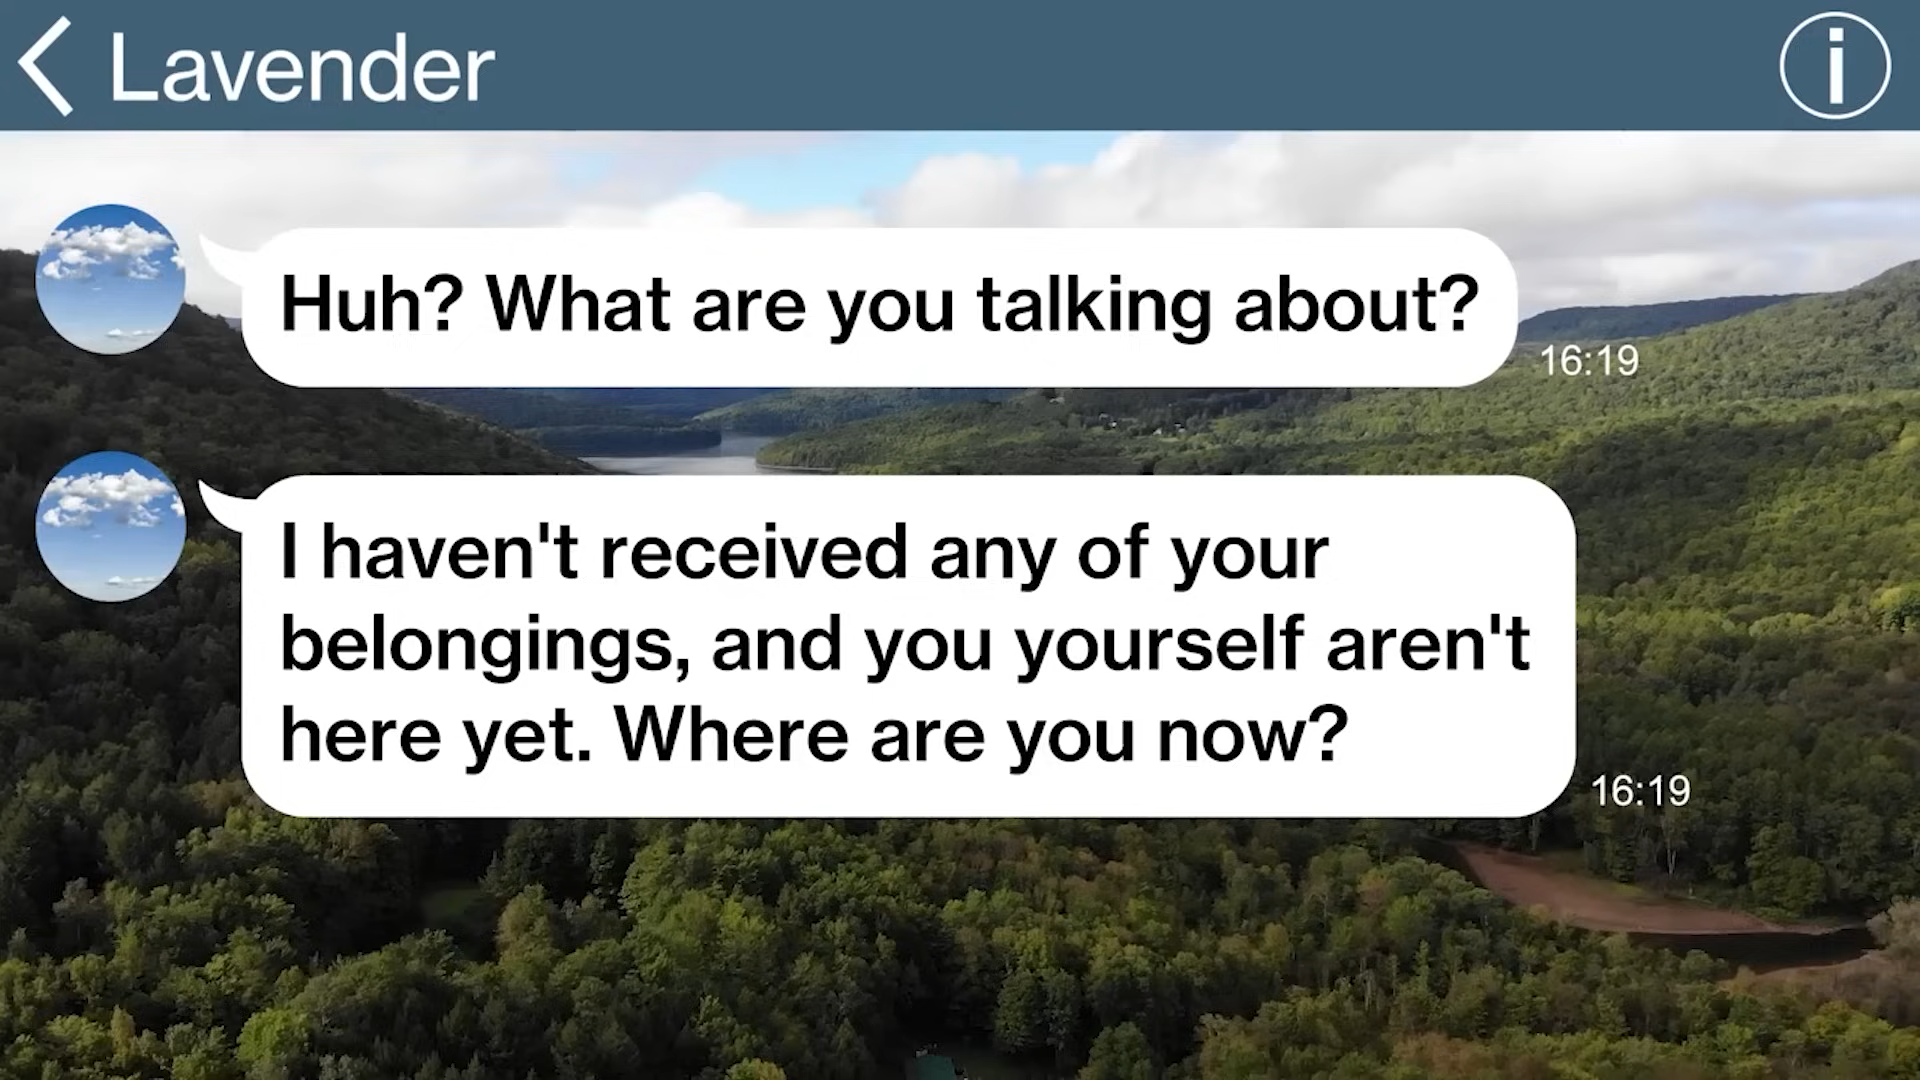 Lavender
Huh? What are you talking about?
16:19
I haven't received any of your
belongings, and you yourself aren't
here yet. Where are you now?
16:19